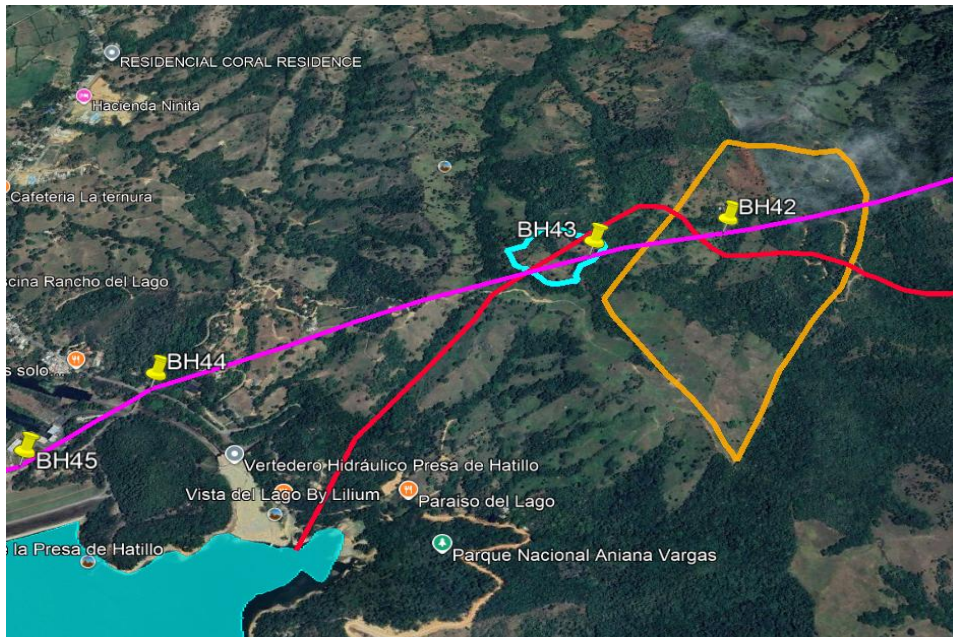 RESIDENCIAL CORAL RESIDENCE
Hacienda Ninita
Cafeteria La ternura
BH42
BH43
scina Rancho del Lago
BH44
s solo...
BH45
Vertedero Hidráulico Presa de Hatillo
Vista del Lago By Lilium
Paraiso del Lago
e la Presa de Hatillo
Parque Nacional Aniana Vargas